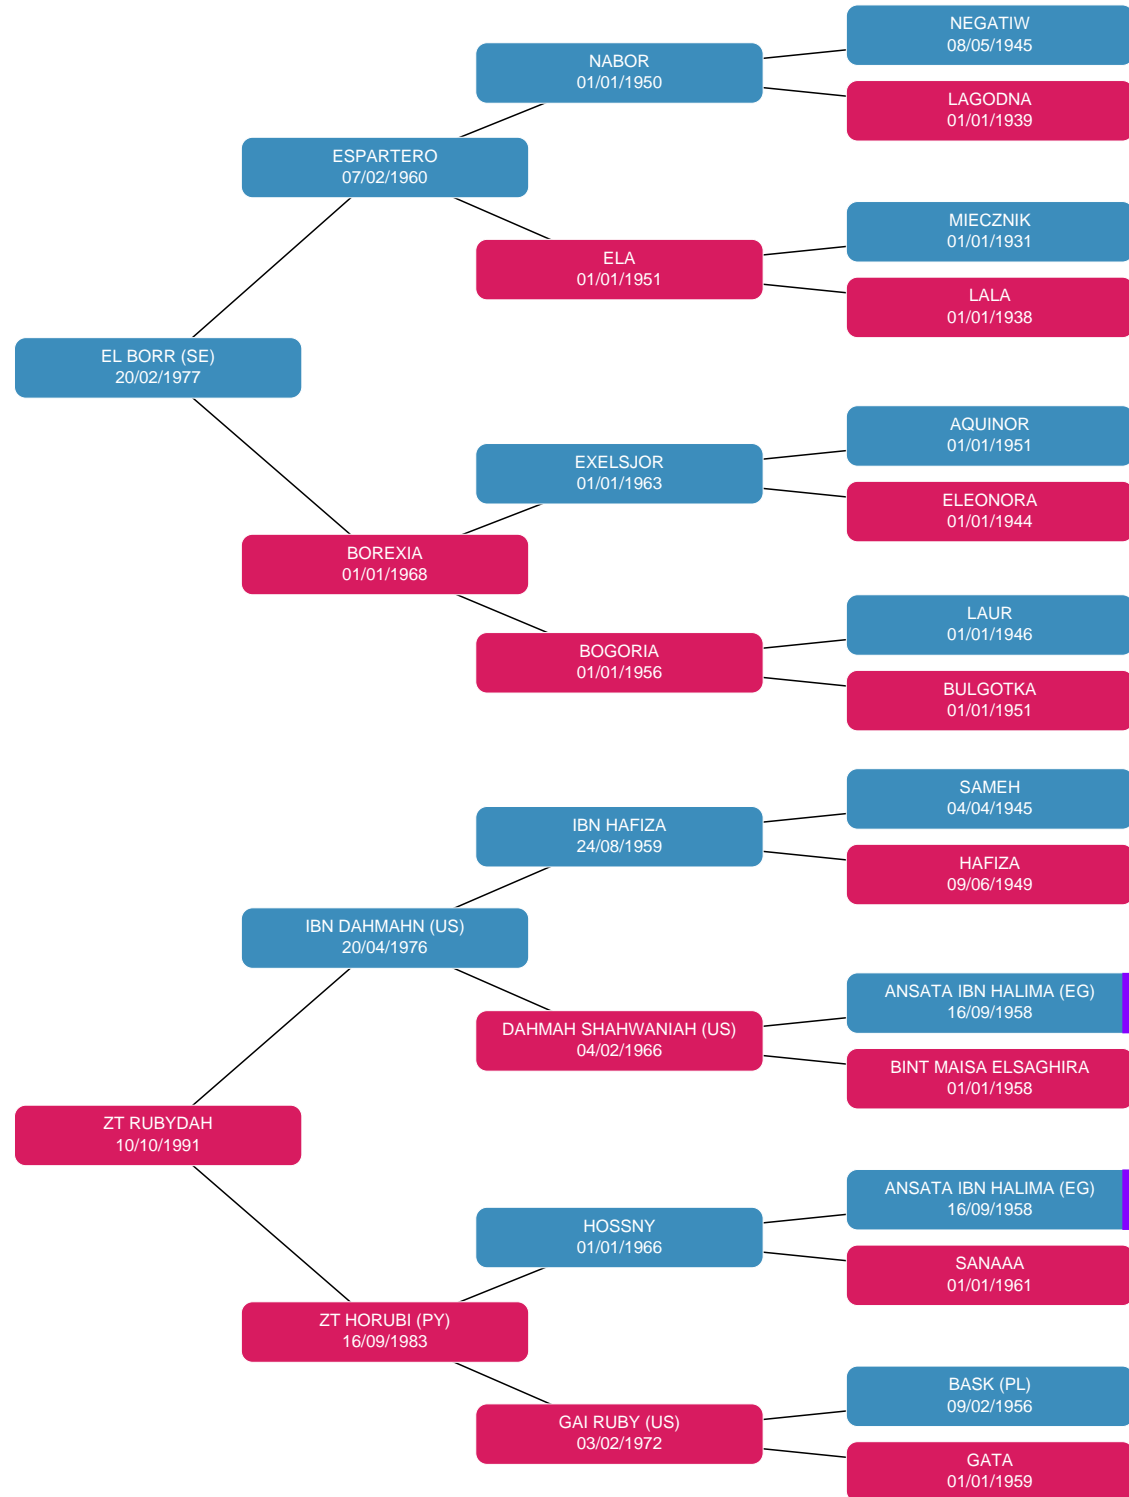 NEGATIW
08/05/1945
NABOR
01/01/1950
LAGODNA
01/01/1939
ESPARTERO
07/02/1960
MIECZNIK
01/01/1931
ELA
01/01/1951
LALA
01/01/1938
EL BORR (SE)
20/02/1977
AQUINOR
01/01/1951
EXELSJOR
01/01/1963
ELEONORA
01/01/1944
BOREXIA
01/01/1968
LAUR
01/01/1946
BOGORIA
01/01/1956
BULGOTKA
01/01/1951
SAMEH
04/04/1945
IBN HAFIZA
24/08/1959
HAFIZA
09/06/1949
IBN DAHMAHN (US)
20/04/1976
ANSATA IBN HALIMA (EG)
16/09/1958
DAHMAH SHAHWANIAH (US)
04/02/1966
BINT MAISA ELSAGHIRA
01/01/1958
ZT RUBYDAH
10/10/1991
ANSATA IBN HALIMA (EG)
16/09/1958
HOSSNY
01/01/1966
SANAAA
01/01/1961
ZT HORUBI (PY)
16/09/1983
BASK (PL)
09/02/1956
GAI RUBY (US)
03/02/1972
GATA
01/01/1959